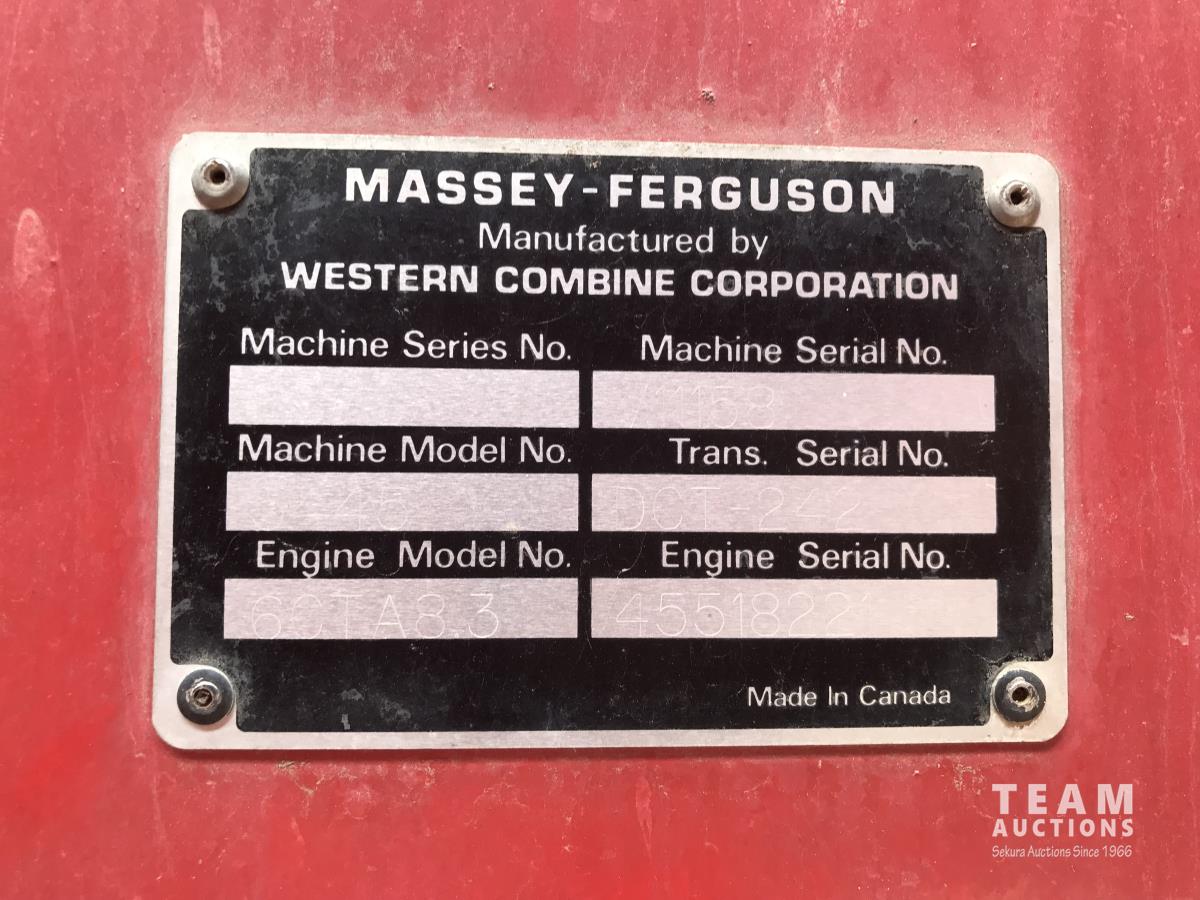 MASSEY-FERGUSON
Manufactured by
WESTERN COMBINE CORPORATION
Machine Series No. Machine Serial No.
Machine Model No. Trans. Serial No.
DCT-242
Engine Model No. Engine Serial No.
6CTA8.3 45518221
Made In Canada
TEAM
AUCTIONS
Sekura Auctions Since 1966